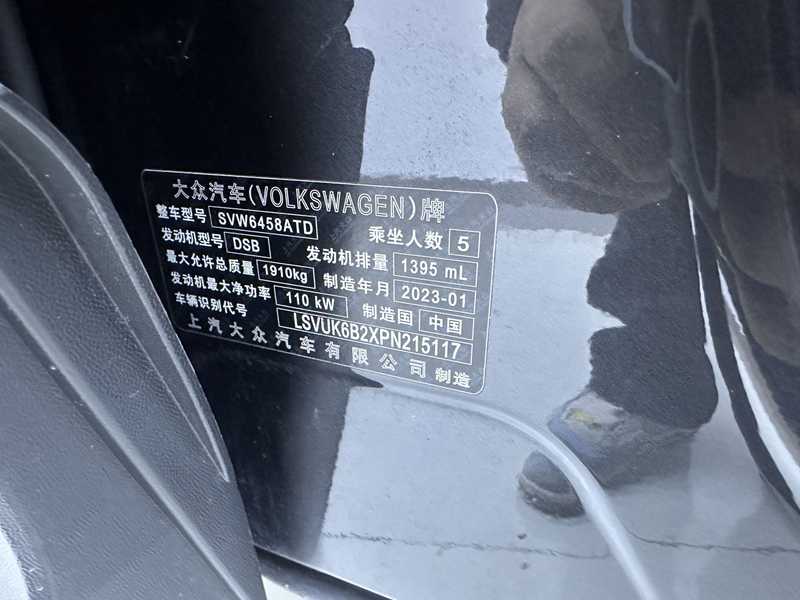 大众汽车(VOLKSWAGEN)牌
整车型号 SVW6458ATD 乘坐人数 5
发动机型号 DSB 发动机排量 1395 mL
最大允许总质量 1910kg 制造年月 2023-01
发动机最大净功率 110 kW 制造国 中国
车辆识别代号 LSVUK6B2XPN215117
上汽大众汽车有限公司 制造